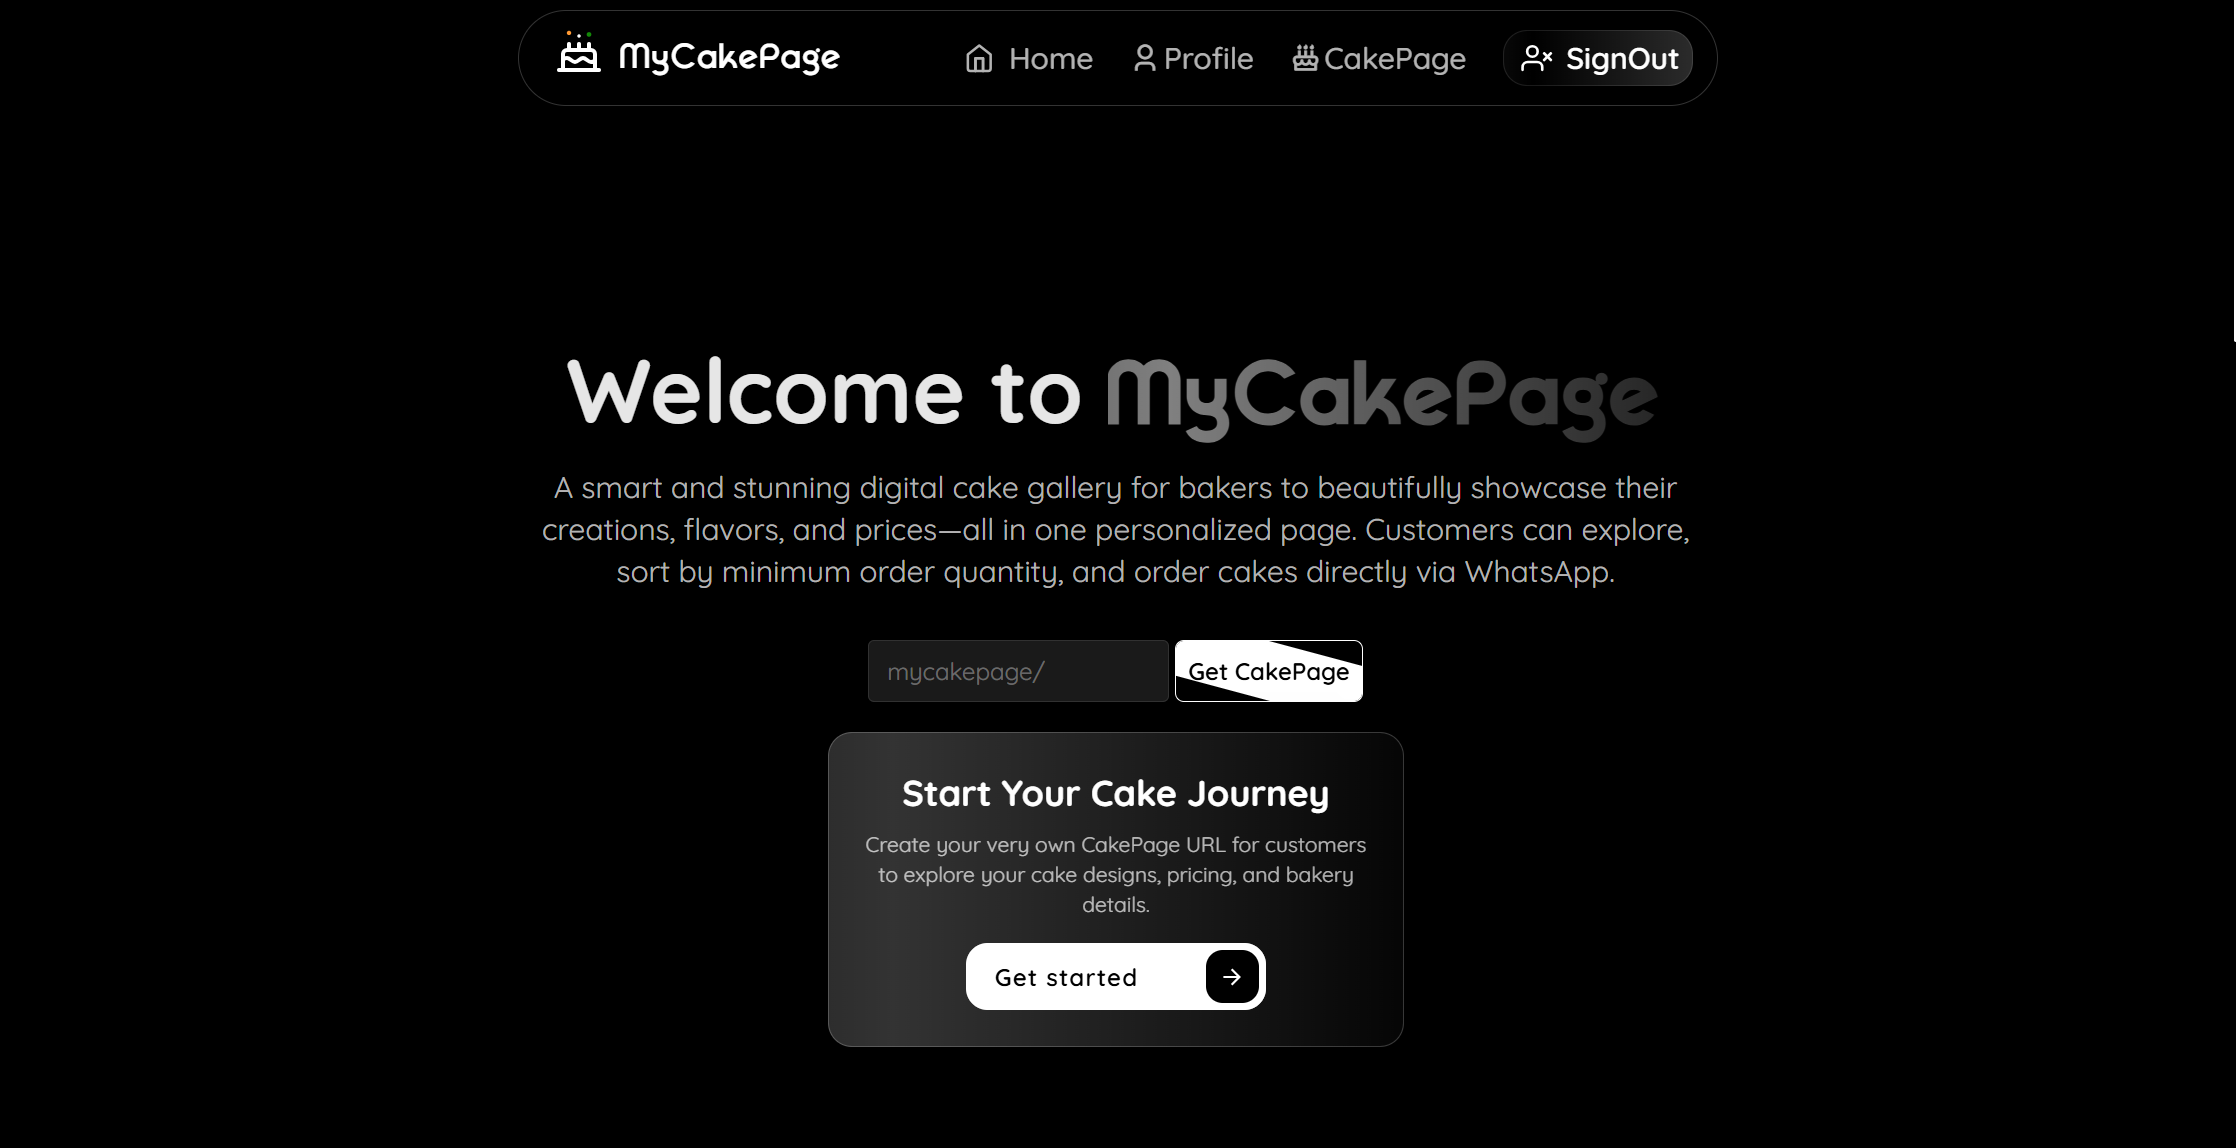 MyCakePage
Home
Profile
CakePage
SignOut
Welcome to MyCakePage
A smart and stunning digital cake gallery for bakers to beautifully showcase their
creations, flavors, and prices—all in one personalized page. Customers can explore,
sort by minimum order quantity, and order cakes directly via WhatsApp.
mycakepage/
Get CakePage
Start Your Cake Journey
Create your very own CakePage URL for customers
to explore your cake designs, pricing, and bakery
details.
Get started